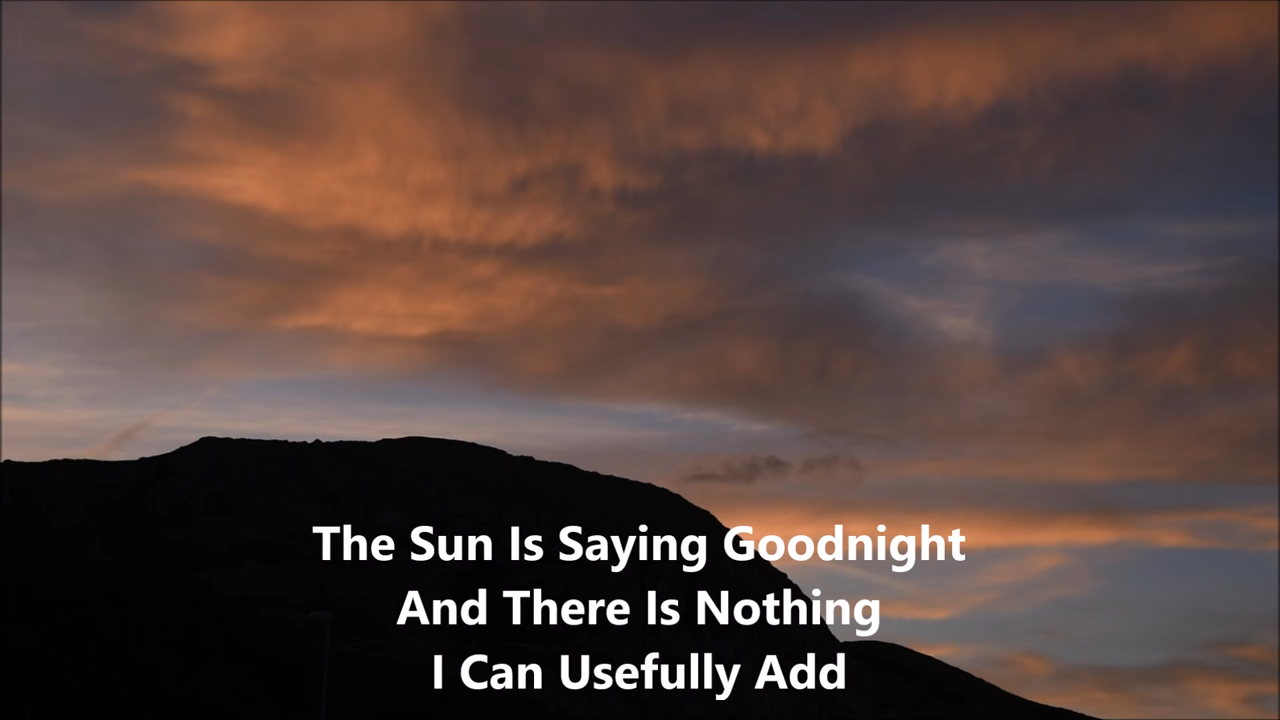 The Sun Is Saying Goodnight
And There Is Nothing
I Can Usefully Add